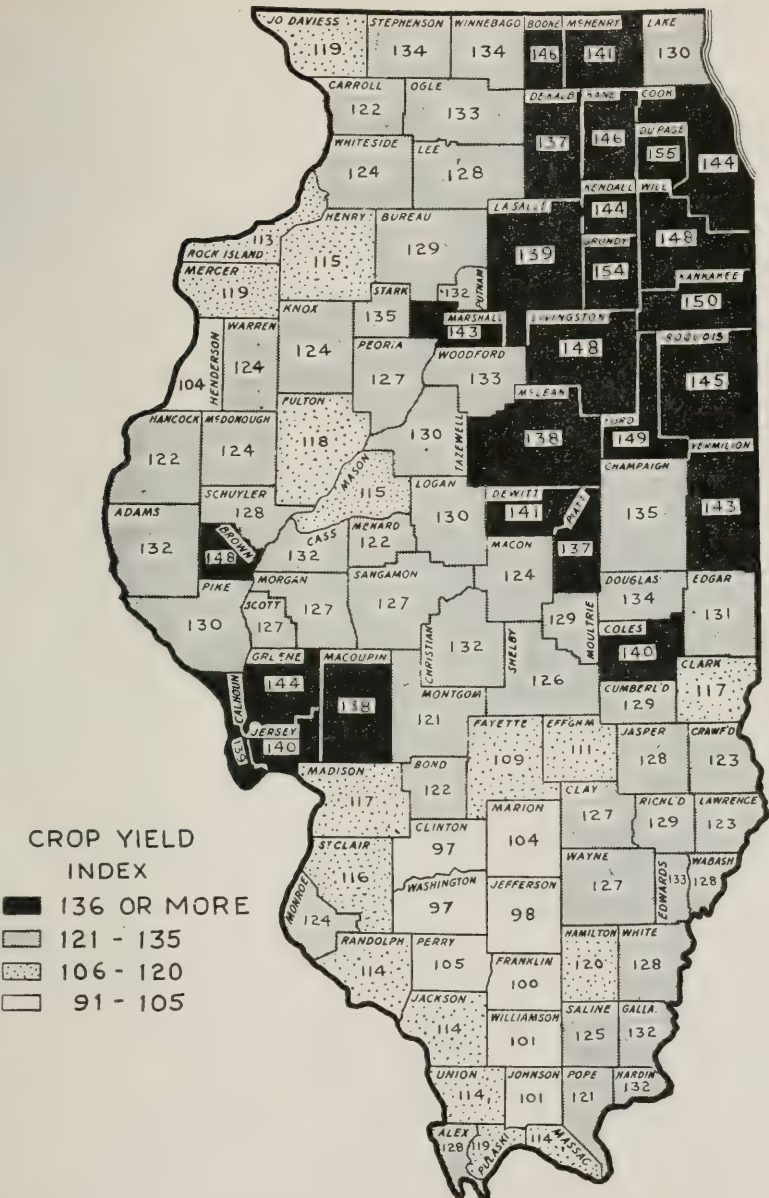 JO DAVIESS
119
STEPHENSON
134
WINNEBAGO
134
BOONE
146
McHENRY
141
LAKE
130
CARROLL
122
OGLE
133
DEKALB
137
KANE
146
COOK
144
DU PAGE
155
WHITESIDE
124
LEE
128
KENDALL
144
WILL
148
LA SALLE
139
GRUNDY
154
HENRY
115
BUREAU
129
113
ROCK ISLAND
MERCER
119
132
PUTNAM
KANKAKEE
150
STARK
135
MARSHALL
143
KNOX
124
WARREN
124
HENDERSON
104
PEORIA
127
WOODFORD
133
LIVINGSTON
148
IROQUOIS
145
McLEAN
138
FORD
149
VERMILION
143
FULTON
118
130
TAZEWELL
HANCOCK
122
McDONOUGH
124
MASON
115
LOGAN
130
CHAMPAIGN
135
SCHUYLER
128
ADAMS
132
BROWN
148
CASS
132
MENARD
122
DEWITT
141
PIATT
137
MACON
124
PIKE
130
MORGAN
127
SCOTT
127
SANGAMON
127
DOUGLAS
134
EDGAR
131
CHRISTIAN
132
SHELBY
126
129
MOULTRIE
COLES
140
CUMBERL'D
129
CLARK
117
GREENE
144
MACOUPIN
138
CALHOUN
139
JERSEY
140
MONTGOM
121
FAYETTE
109
EFFGHM
111
JASPER
128
CRAWF'D
123
MADISON
117
BOND
122
CLAY
127
RICHL'D
129
LAWRENCE
123
MARION
104
CLINTON
97
WAYNE
127
EDWARDS
133
WABASH
128
ST CLAIR
116
WASHINGTON
97
JEFFERSON
98
MONROE
124
RANDOLPH
114
PERRY
105
FRANKLIN
100
HAMILTON
120
WHITE
128
JACKSON
114
WILLIAMSON
101
SALINE
125
GALLA.
132
UNION
114
JOHNSON
101
POPE
121
HARDIN
132
ALEX
128
119
PULASKI
114
MASSAC
CROP YIELD
INDEX
136 OR MORE
121 - 135
106 - 120
91 - 105